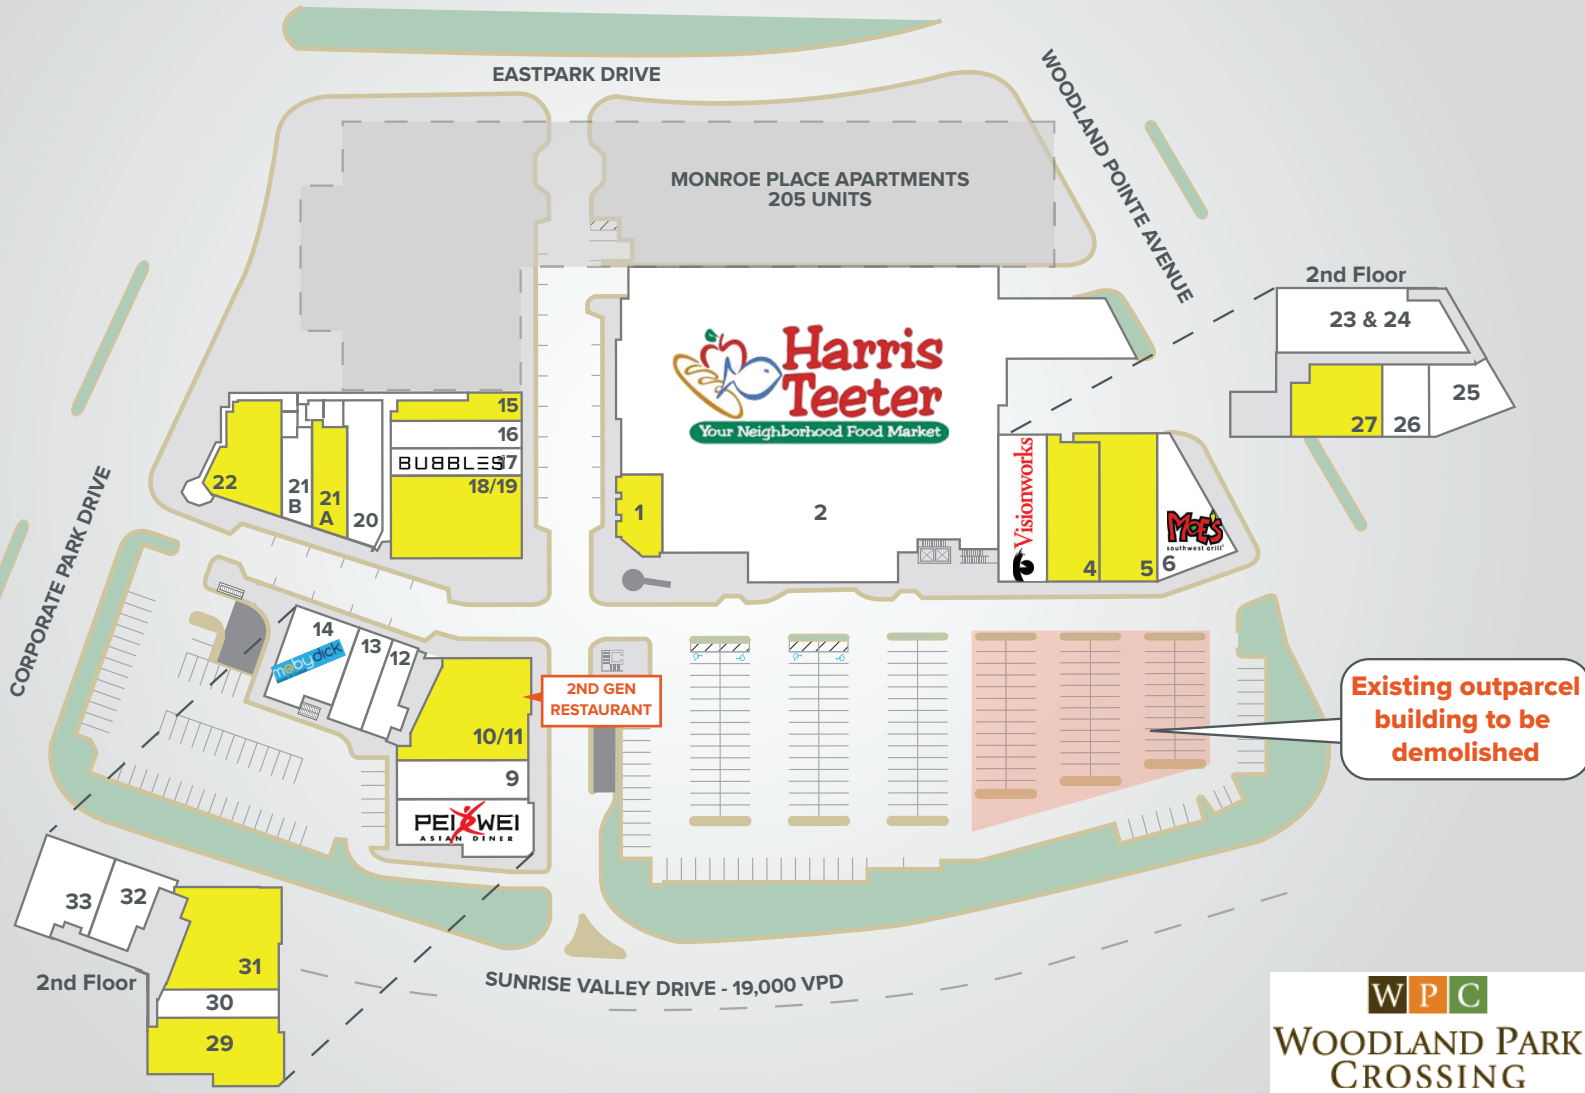 EASTPARK DRIVE
WOODLAND POINTE AVENUE
MONROE PLACE APARTMENTS
205 UNITS
2nd Floor
23 & 24
25
26
27
Harris
Teeter
Your Neighborhood Food Market
15
16
BUBBLES 17
18/19
22
21
B
21
A
20
1
2
Visionworks
4
5
6
MOE'S
southwest grill
CORPORATE PARK DRIVE
14
mobydick
13
12
2ND GEN
RESTAURANT
10/11
9
PEI WEI
ASIAN DINER
Existing outparcel
building to be
demolished
33
32
31
2nd Floor
30
29
SUNRISE VALLEY DRIVE - 19,000 VPD
WPC
WOODLAND PARK
CROSSING